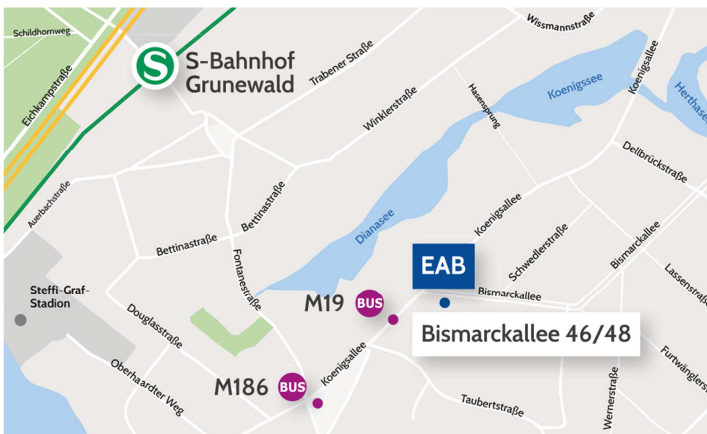 Schildhornweg
Eichkampstraße
S
S-Bahnhof
Grunewald
Trabener Straße
Wissmannstraße
Koenigsallee
Koenigssee
Herthasee
Winklerstraße
Hasensprung
Dellbrückstraße
Auerbachstraße
Bettinastraße
Bettinastraße
Dianasee
Koenigsallee
Schwedlerstraße
Bismarckallee
Lassenstraße
Fontanestraße
EAB
Bismarckallee
Steffi-Graf-
Stadion
M19 BUS
Bismarckallee 46/48
Douglasstraße
Oberhaardter Weg
M186 BUS
Koenigsallee
Taubertstraße
Wernerstraße
Furtwänglers